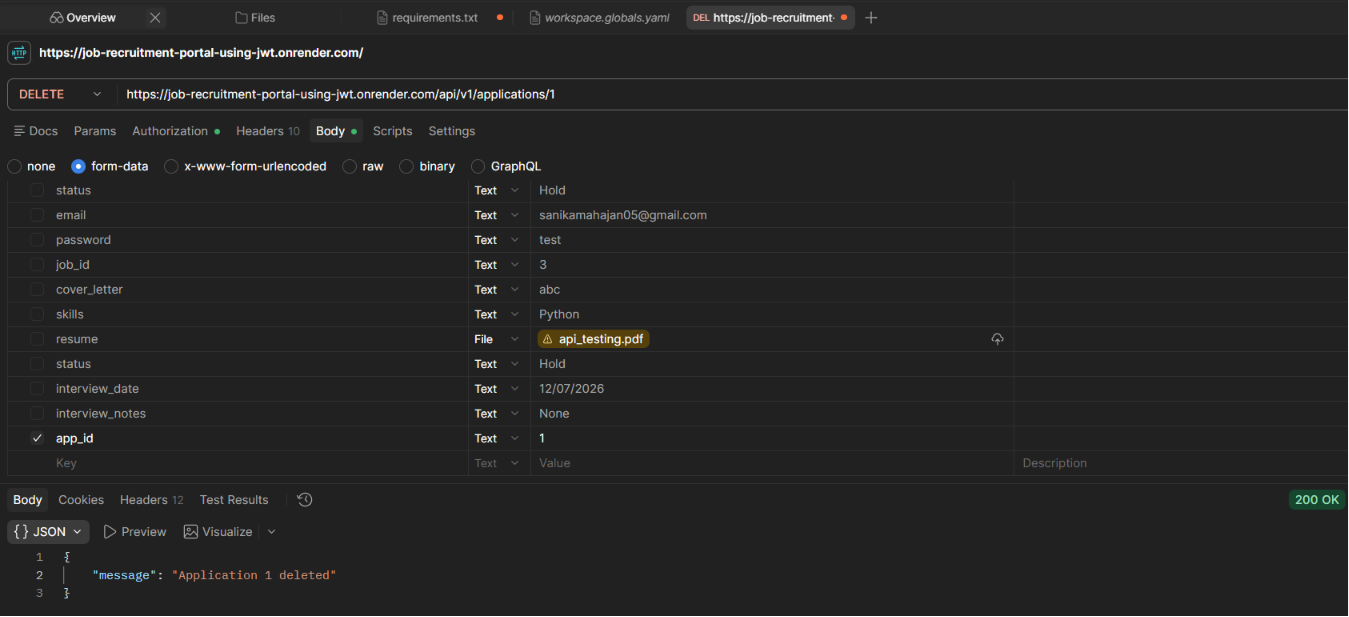 Overview Files requirements.txt workspace.globals.yaml DEL https://job-recruitment-
HTTP https://job-recruitment-portal-using-jwt.onrender.com/
DELETE https://job-recruitment-portal-using-jwt.onrender.com/api/v1/applications/1
Docs Params Authorization Headers 10 Body Scripts Settings
none form-data x-www-form-urlencoded raw binary GraphQL
status Text Hold
email Text sanikamahajan05@gmail.com
password Text test
job_id Text 3
cover_letter Text abc
skills Text Python
resume File api_testing.pdf
status Text Hold
interview_date Text 12/07/2026
interview_notes Text None
app_id Text 1
Key Text Value Description
Body Cookies Headers 12 Test Results 200 OK
{} JSON Preview Visualize
1 {
2 "message": "Application 1 deleted"
3 }